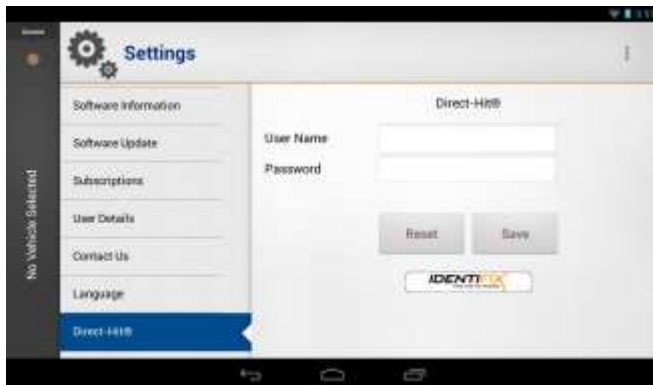 Settings
No Vehicle Selected
Software Information
Software Update
Subscriptions
User Details
Contact Us
Language
Direct-Hit®
Direct-Hit®
User Name
Password
Reset
Save
IDENTIFIX